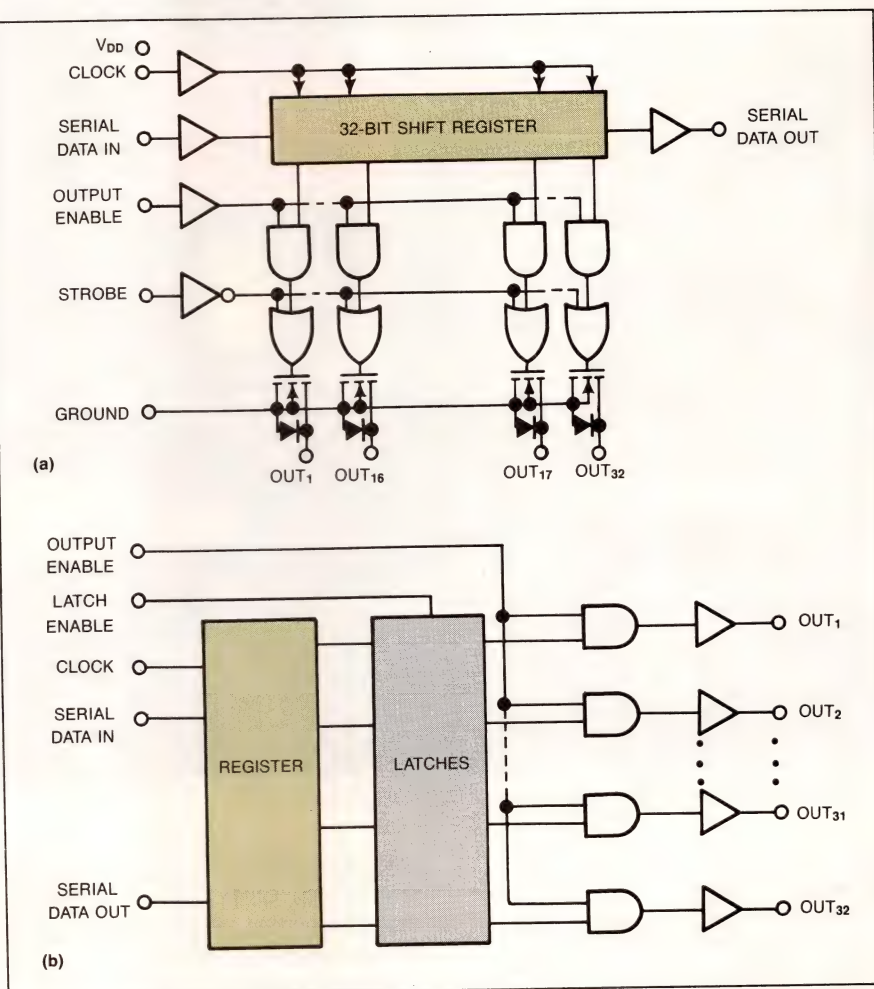 VDD
CLOCK
SERIAL
DATA IN
32-BIT SHIFT REGISTER
SERIAL
DATA OUT
OUTPUT
ENABLE
STROBE
GROUND
(a)
OUT1
OUT16
OUT17
OUT32
OUTPUT
ENABLE
LATCH
ENABLE
CLOCK
SERIAL
DATA IN
REGISTER
LATCHES
SERIAL
DATA OUT
OUT1
OUT2
OUT31
OUT32
(b)